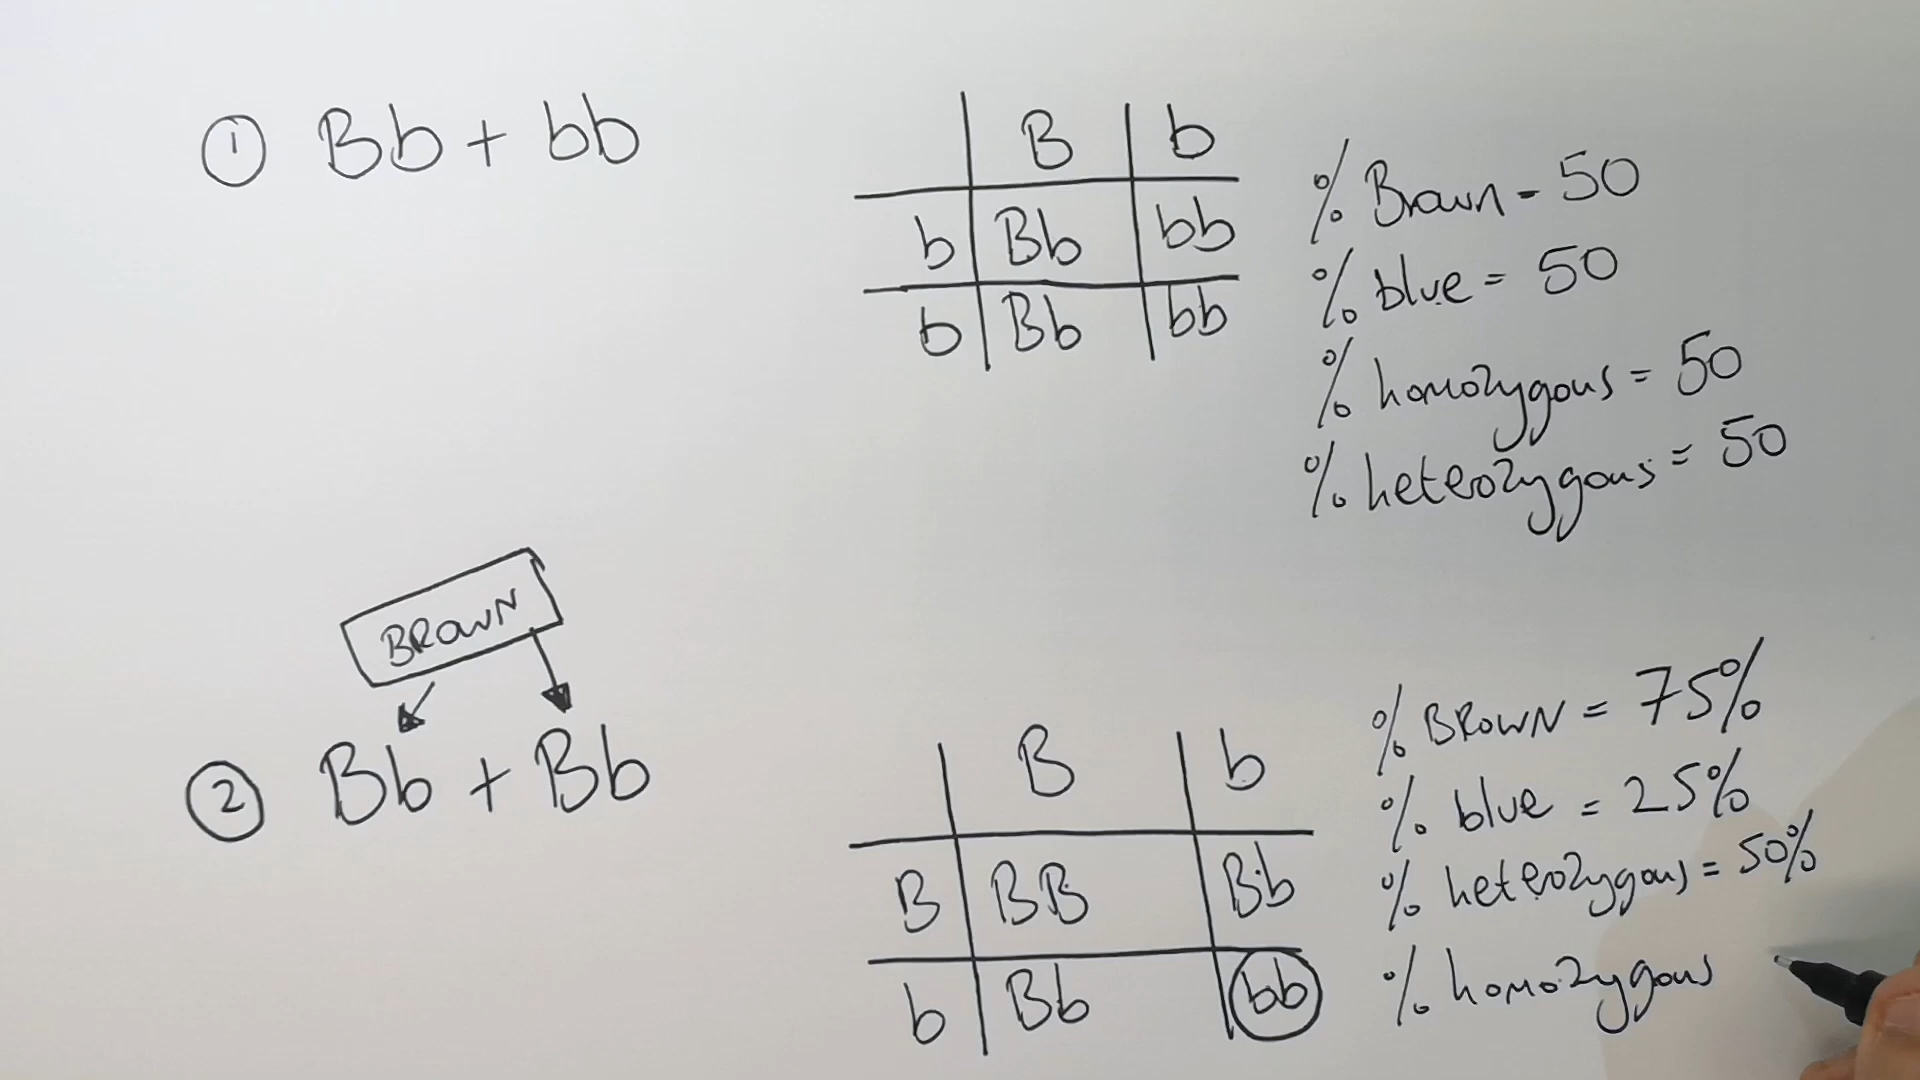 ① Bb + bb
B b
b Bb bb
b Bb bb
% Brown - 50
% blue = 50
% homozygous = 50
% heterozygous = 50
BROWN
② Bb + Bb
B b
B BB Bb
b Bb bb
% BROWN = 75%
% blue = 25%
% heterozygous = 50%
% homozygous